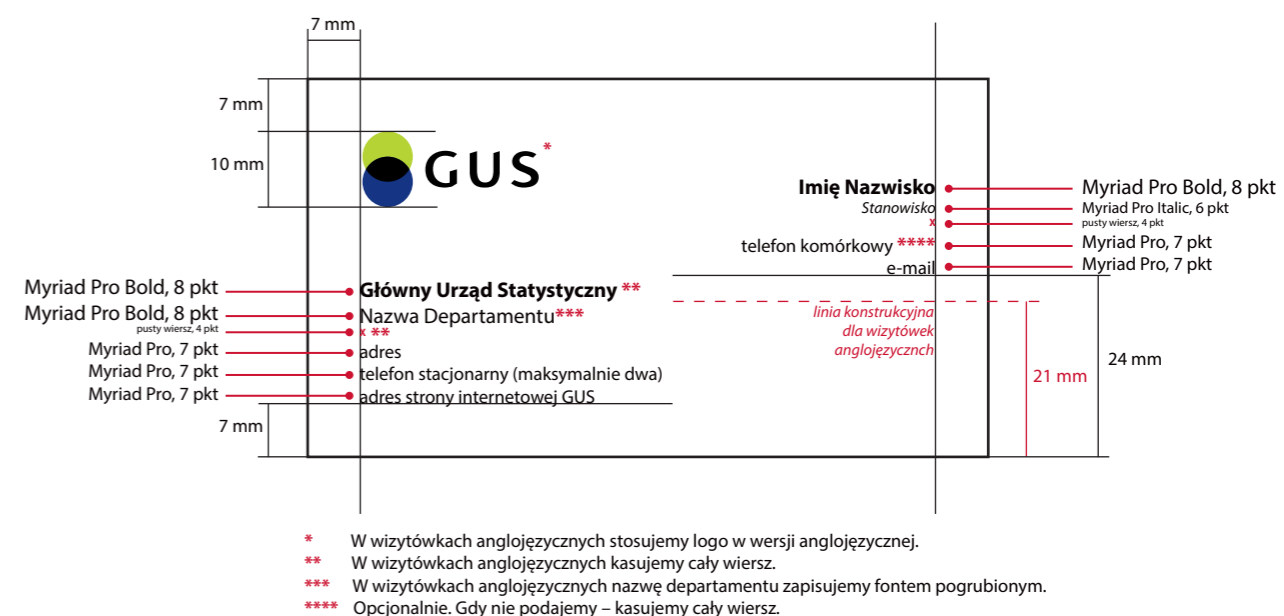 7 mm
7 mm
10 mm
GUS*
Imię Nazwisko
Myriad Pro Bold, 8 pkt
Stanowisko
Myriad Pro Italic, 6 pkt
x
pusty wiersz, 4 pkt
telefon komórkowy ****
Myriad Pro, 7 pkt
e-mail
Myriad Pro, 7 pkt
Myriad Pro Bold, 8 pkt
Główny Urząd Statystyczny **
Myriad Pro Bold, 8 pkt
Nazwa Departamentu***
pusty wiersz, 4 pkt
x **
Myriad Pro, 7 pkt
adres
Myriad Pro, 7 pkt
telefon stacjonarny (maksymalnie dwa)
Myriad Pro, 7 pkt
adres strony internetowej GUS
linia konstrukcyjna
dla wizytówek
anglojęzycznch
21 mm
24 mm
7 mm
* W wizytówkach anglojęzycznych stosujemy logo w wersji anglojęzycznej.
** W wizytówkach anglojęzycznych kasujemy cały wiersz.
*** W wizytówkach anglojęzycznych nazwę departamentu zapisujemy fontem pogrubionym.
**** Opcjonalnie. Gdy nie podajemy – kasujemy cały wiersz.